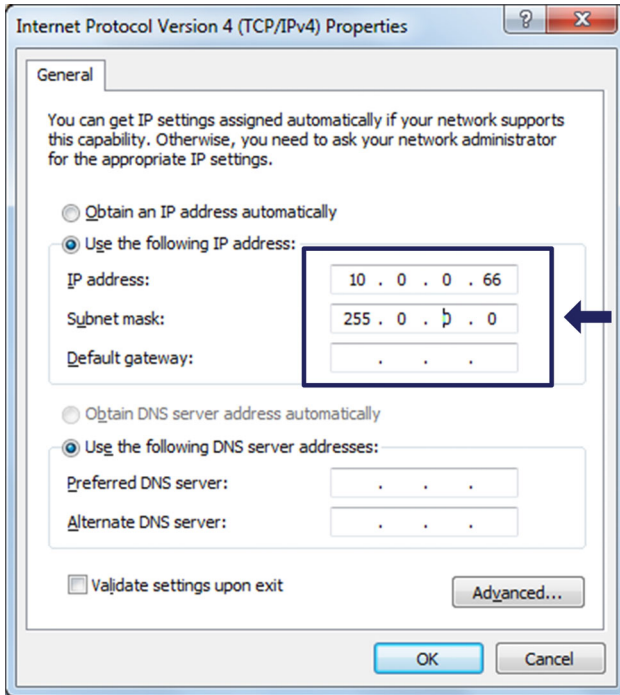 Internet Protocol Version 4 (TCP/IPv4) Properties
General
You can get IP settings assigned automatically if your network supports
this capability. Otherwise, you need to ask your network administrator
for the appropriate IP settings.
Obtain an IP address automatically
Use the following IP address:
IP address: 10 . 0 . 0 . 66
Subnet mask: 255 . 0 . 0 . 0
Default gateway: . . .
Obtain DNS server address automatically
Use the following DNS server addresses:
Preferred DNS server: . . .
Alternate DNS server: . . .
Validate settings upon exit
Advanced...
OK Cancel